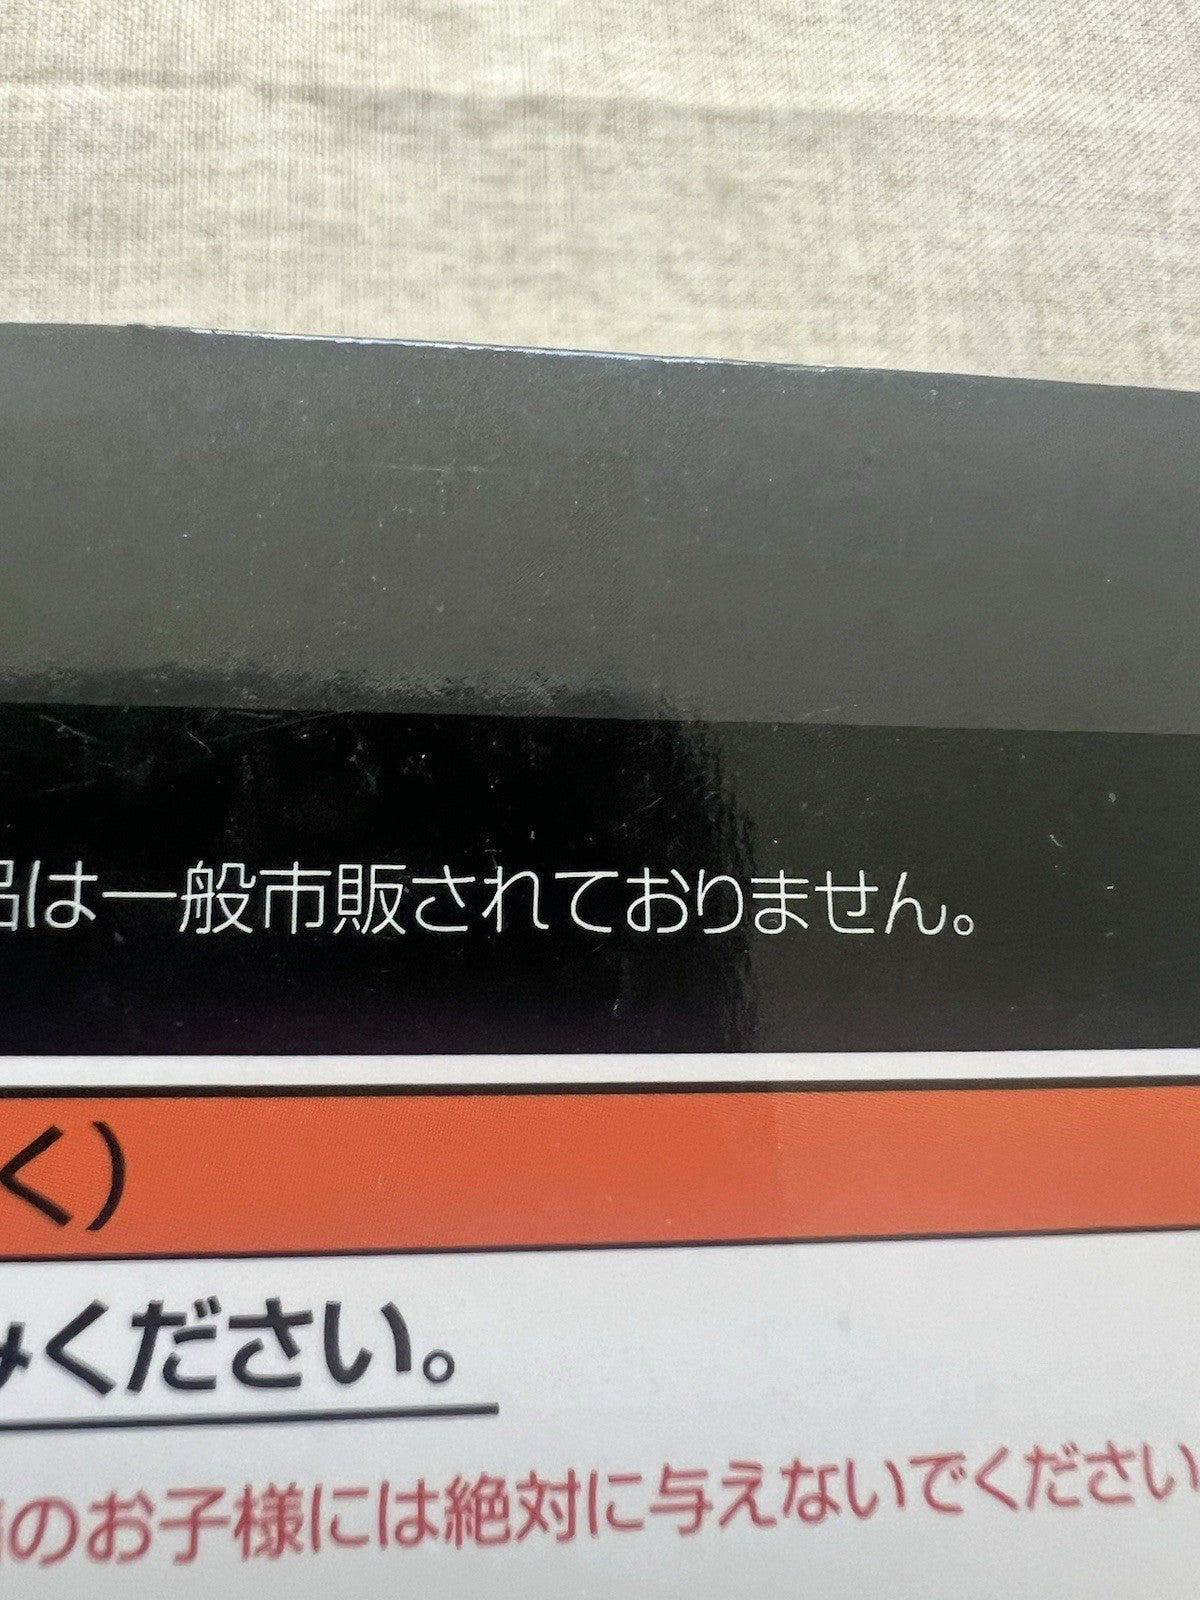 品は一般市販されておりません。
く)
みください。
のお子様には絶対に与えないでください